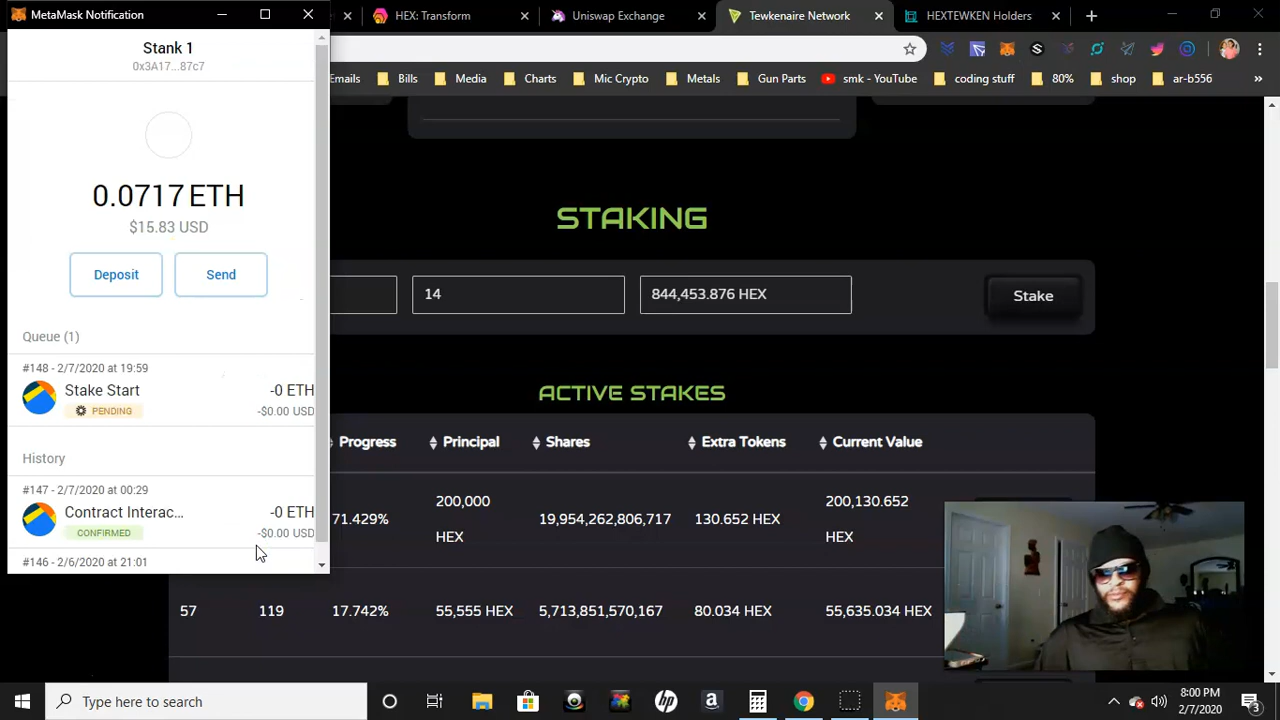 MetaMask Notification
HEX: Transform
Uniswap Exchange
Tewkenaire Network
HEXTEWKEN Holders
Emails
Bills
Media
Charts
Mic Crypto
Metals
Gun Parts
smk - YouTube
coding stuff
80%
shop
ar-b556
Stank 1
0x3A17...87c7
0.0717 ETH
$15.83 USD
Deposit
Send
Queue (1)
#148 - 2/7/2020 at 19:59
Stake Start
-0 ETH
PENDING
-$0.00 USD
History
#147 - 2/7/2020 at 00:29
Contract Interac...
-0 ETH
CONFIRMED
-$0.00 USD
#146 - 2/6/2020 at 21:01
STAKING
14
844,453.876 HEX
Stake
ACTIVE STAKES
Progress
Principal
Shares
Extra Tokens
Current Value
71.429%
200,000
HEX
19,954,262,806,717
130.652 HEX
200,130.652
HEX
57
119
17.742%
55,555 HEX
5,713,851,570,167
80.034 HEX
55,635.034 HEX
Type here to search
8:00 PM
2/7/2020
3